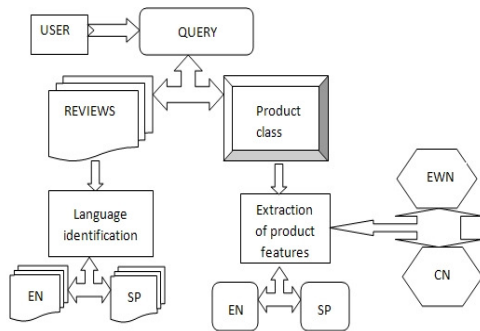 USER
QUERY
REVIEWS
Product
class
Language
identification
Extraction
of product
features
EWN
CN
EN
SP
EN
SP